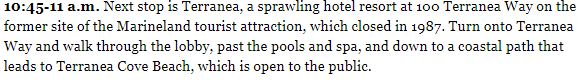 10:45-11 a.m. Next stop is Terranea, a sprawling hotel resort at 100 Terranea Way on the
former site of the Marineland tourist attraction, which closed in 1987. Turn onto Terranea
Way and walk through the lobby, past the pools and spa, and down to a coastal path that
leads to Terranea Cove Beach, which is open to the public.